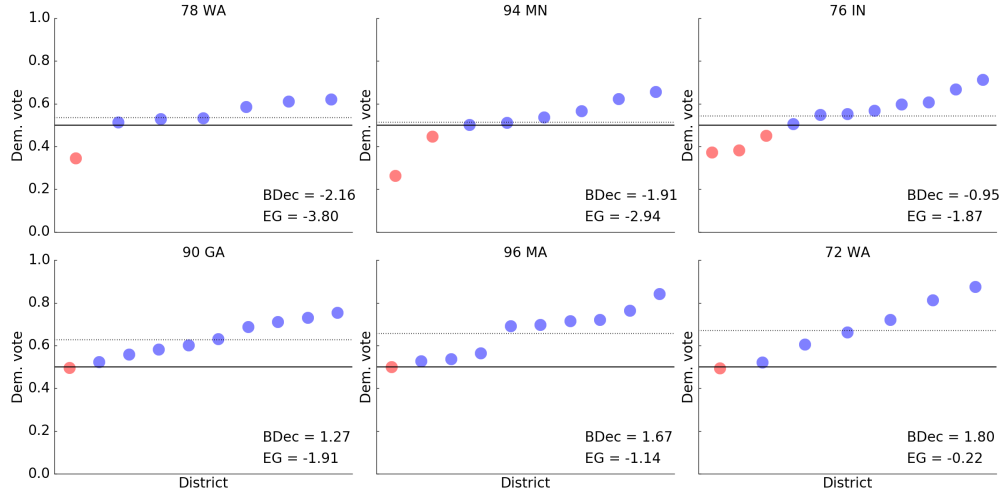 78 WA
94 MN
76 IN
1.0
0.8
0.6
0.4
0.2
0.0
Dem. vote
BDec = -2.16
EG = -3.80
Dem. vote
BDec = -1.91
EG = -2.94
Dem. vote
BDec = -0.95
EG = -1.87
90 GA
96 MA
72 WA
1.0
0.8
0.6
0.4
0.2
0.0
Dem. vote
BDec = 1.27
EG = -1.91
District
Dem. vote
BDec = 1.67
EG = -1.14
District
Dem. vote
BDec = 1.80
EG = -0.22
District